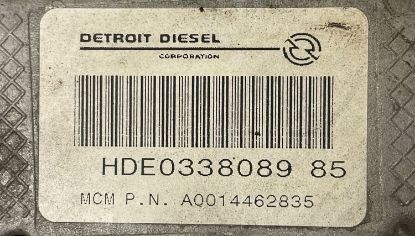 DETROIT DIESEL
CORPORATION
HDE0338089 85
MCM P.N. A0014462835